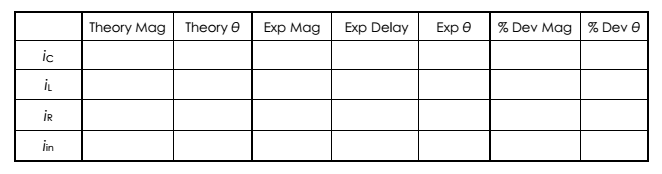 Theory Mag Theory θ Exp Mag Exp Delay Exp θ % Dev Mag % Dev θ
iC
iL
iR
iin